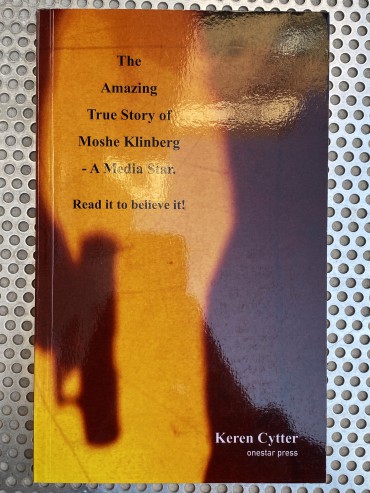 The
Amazing
True Story of
Moshe Klinberg
- A Media Star.
Read it to believe it!
Keren Cytter
onestar press